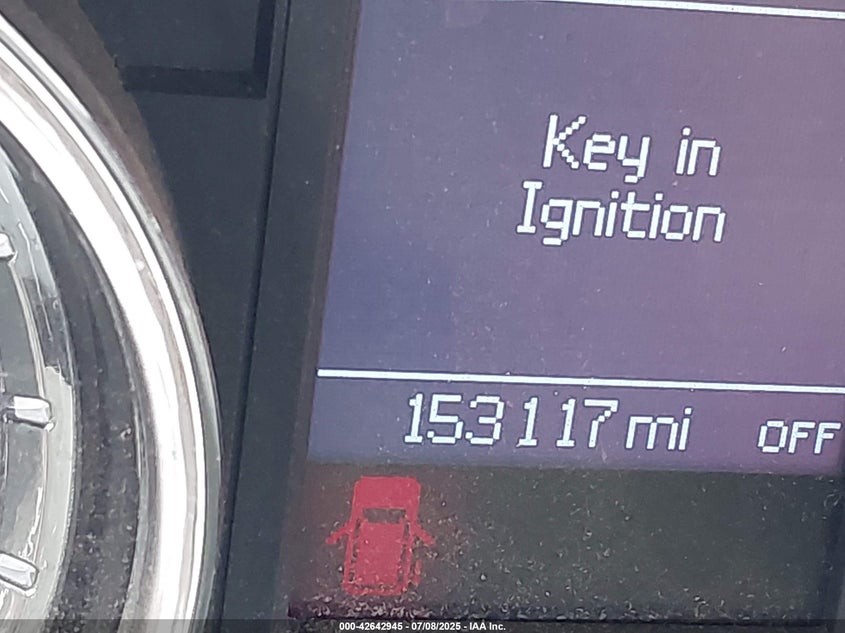 Key in
Ignition
153117 mi OFF
000-42642945 - 07/08/2025 - IAA Inc.